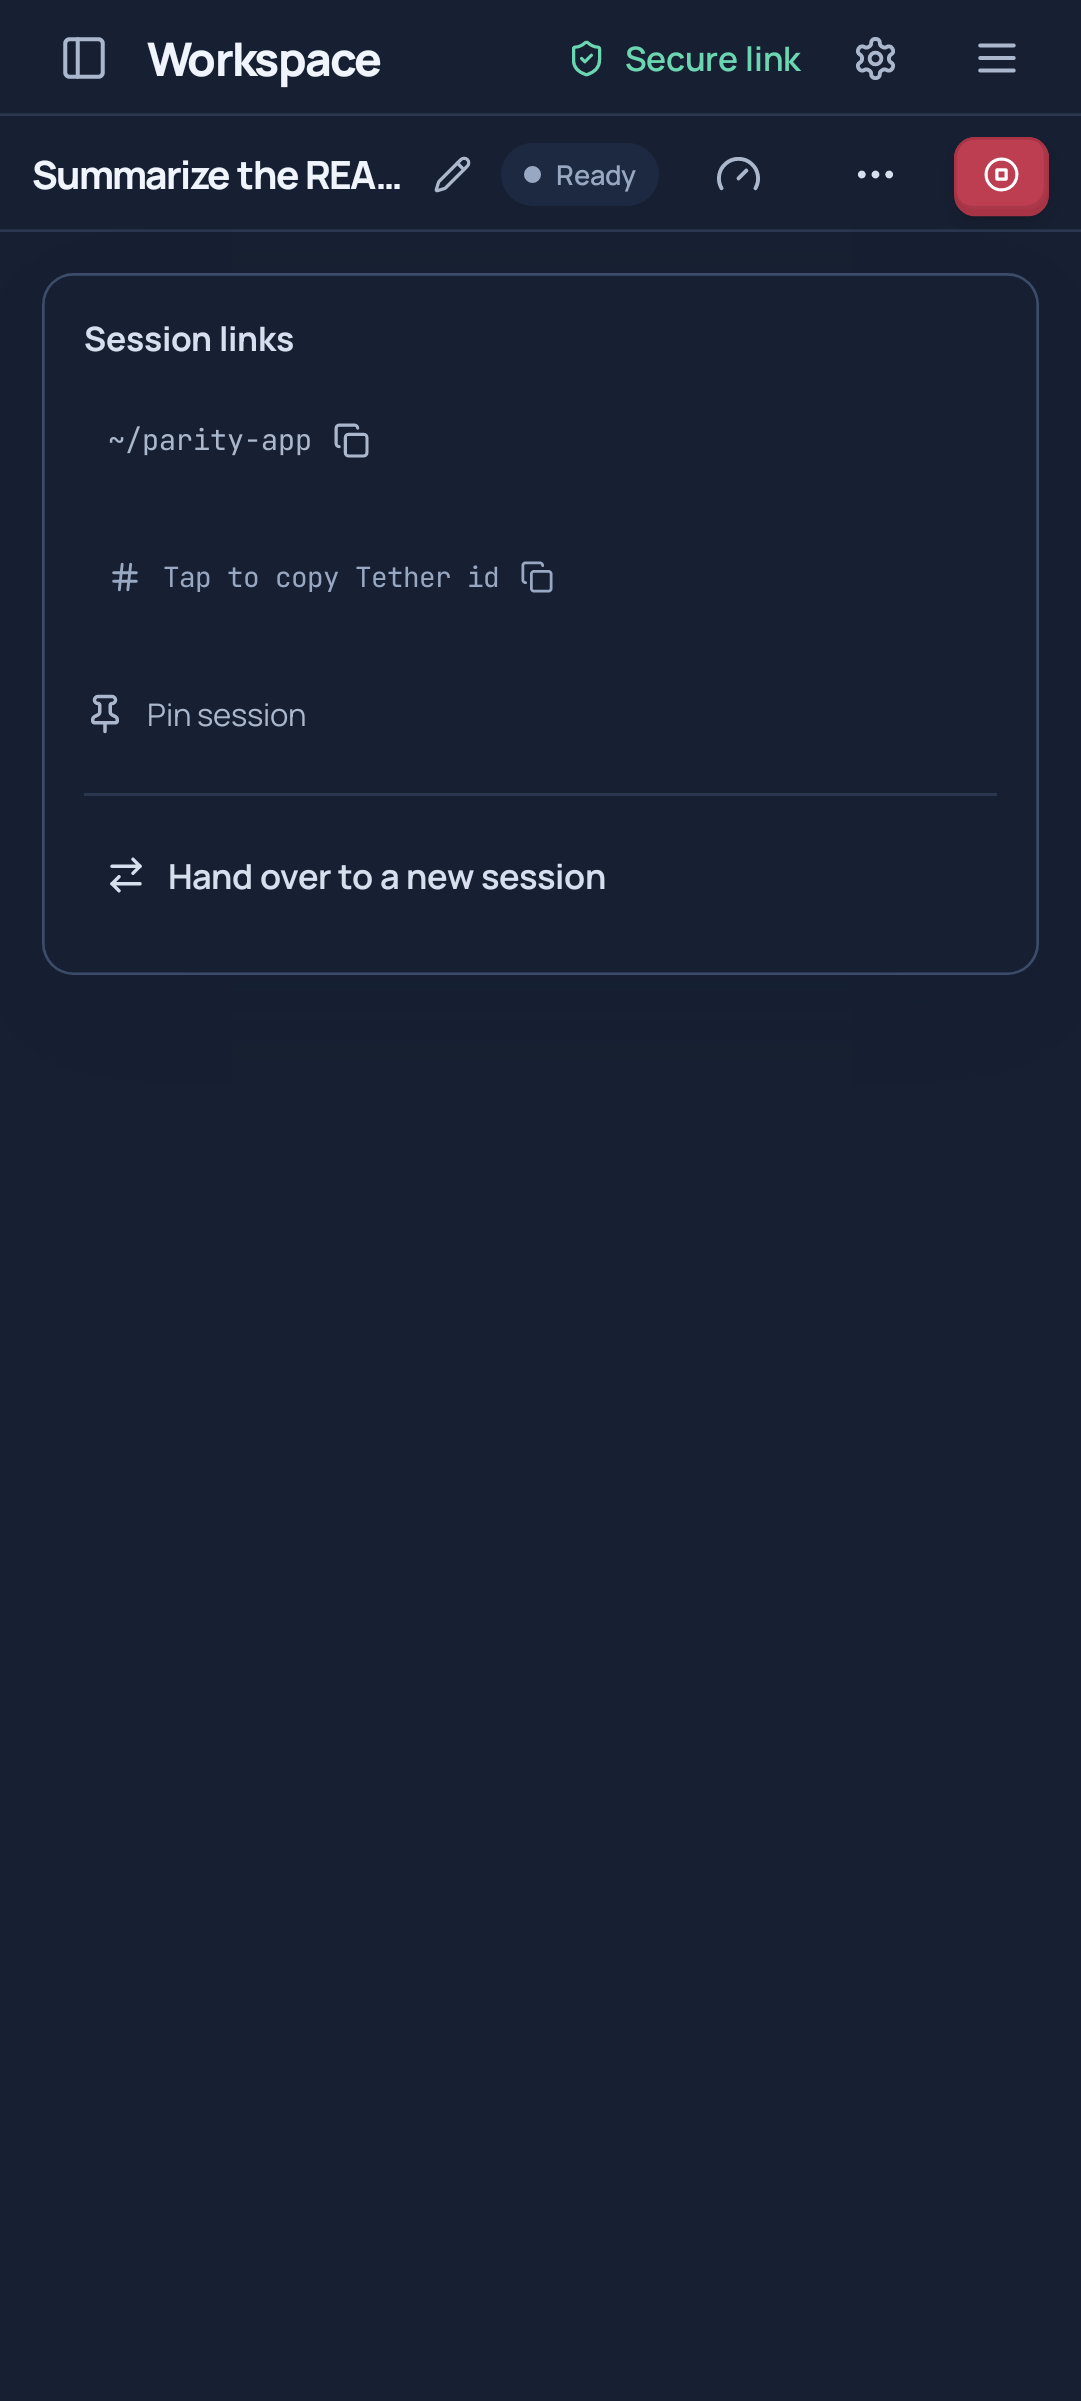 Workspace
Secure link
Summarize the REA...
Ready
Session links
~/parity-app
# Tap to copy Tether id
Pin session
Hand over to a new session